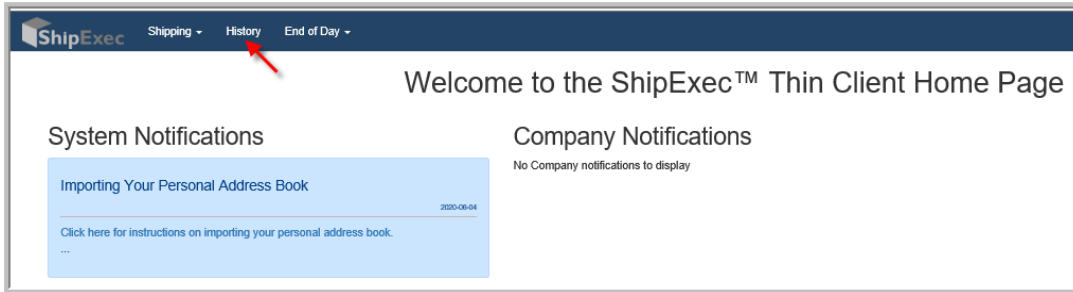 ShipExec Shipping History End of Day
Welcome to the ShipExec™ Thin Client Home Page
System Notifications
Company Notifications
No Company notifications to display
Importing Your Personal Address Book
2020-06-04
Click here for instructions on importing your personal address book.
...